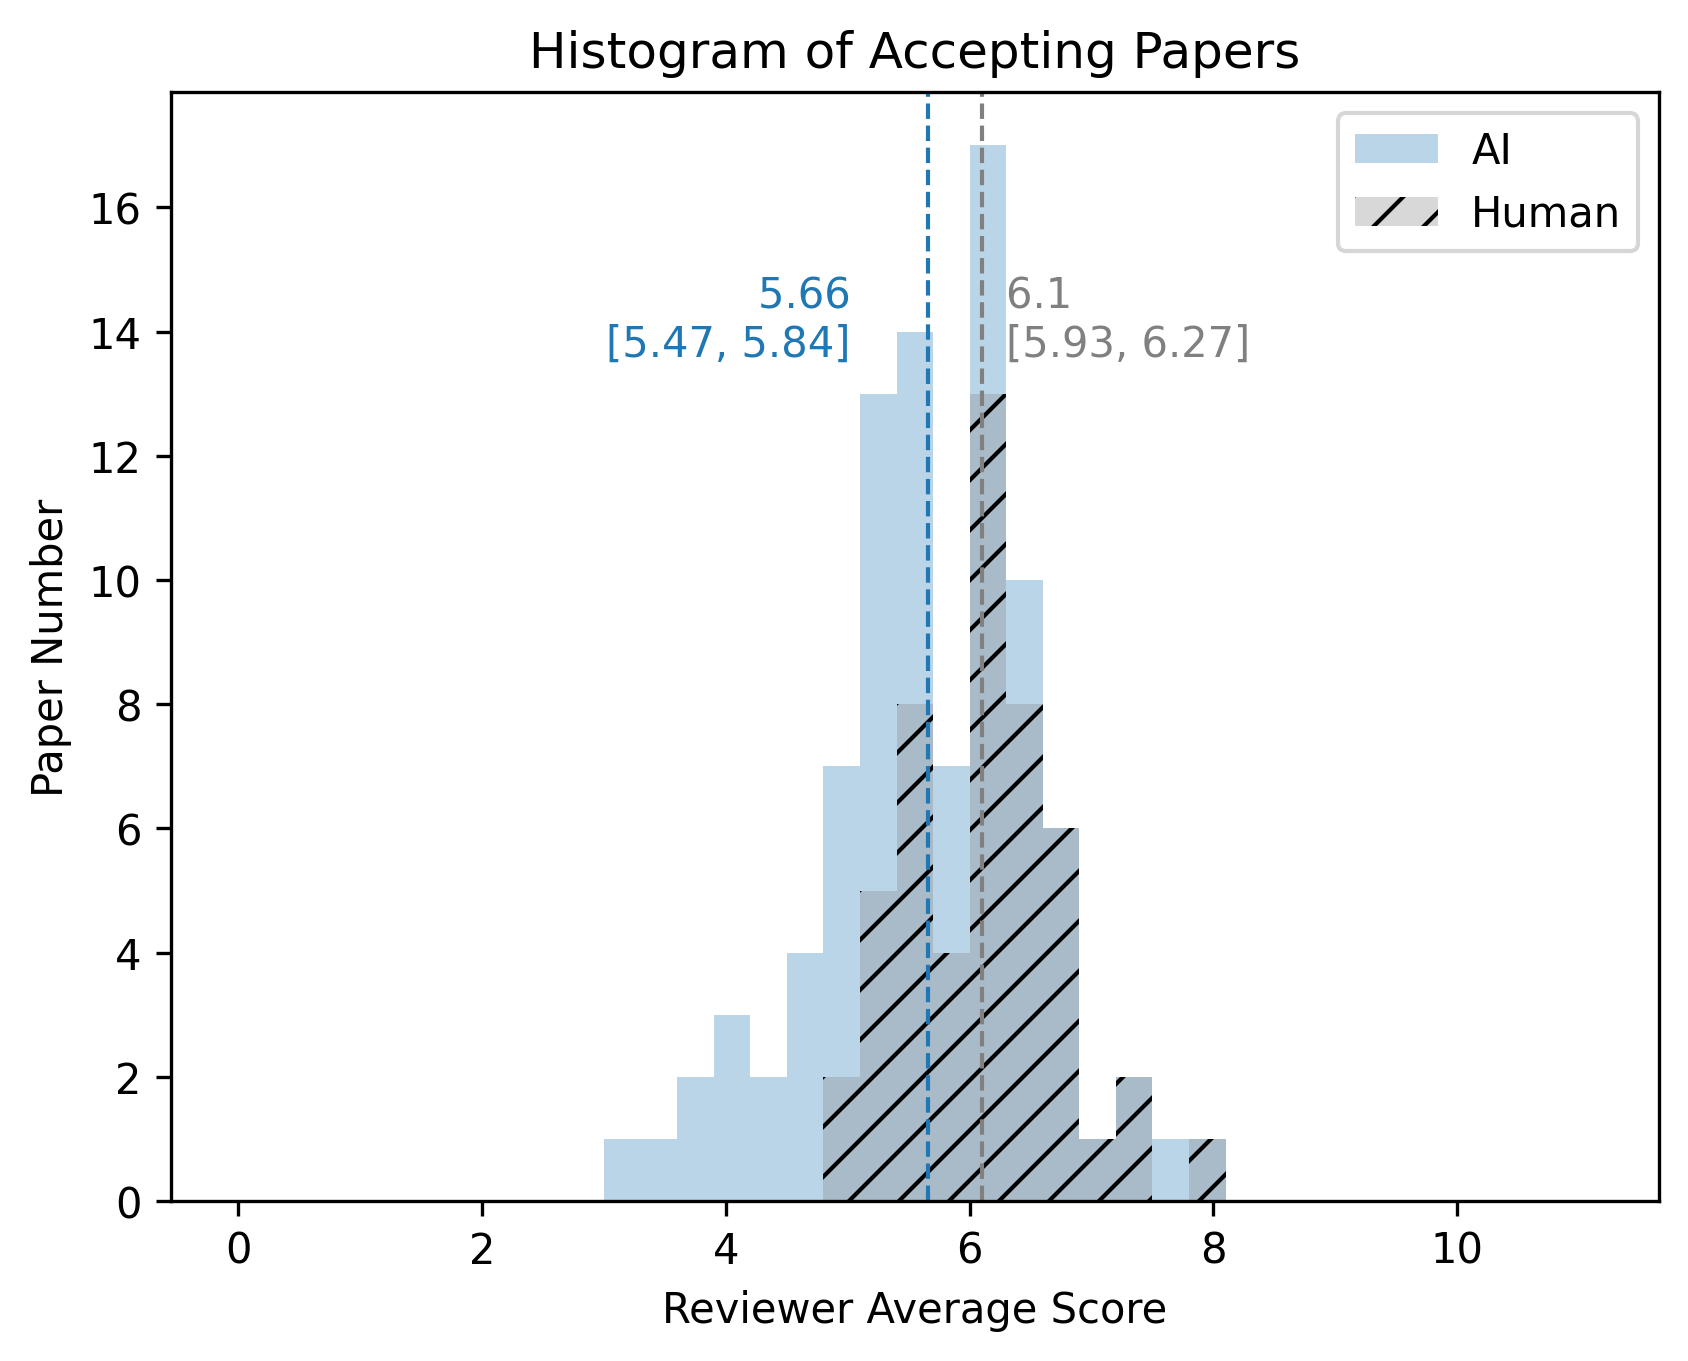 Histogram of Accepting Papers
AI
Human
5.66
[5.47, 5.84]
6.1
[5.93, 6.27]
Paper Number
16
14
12
10
8
6
4
2
0
0 2 4 6 8 10
Reviewer Average Score